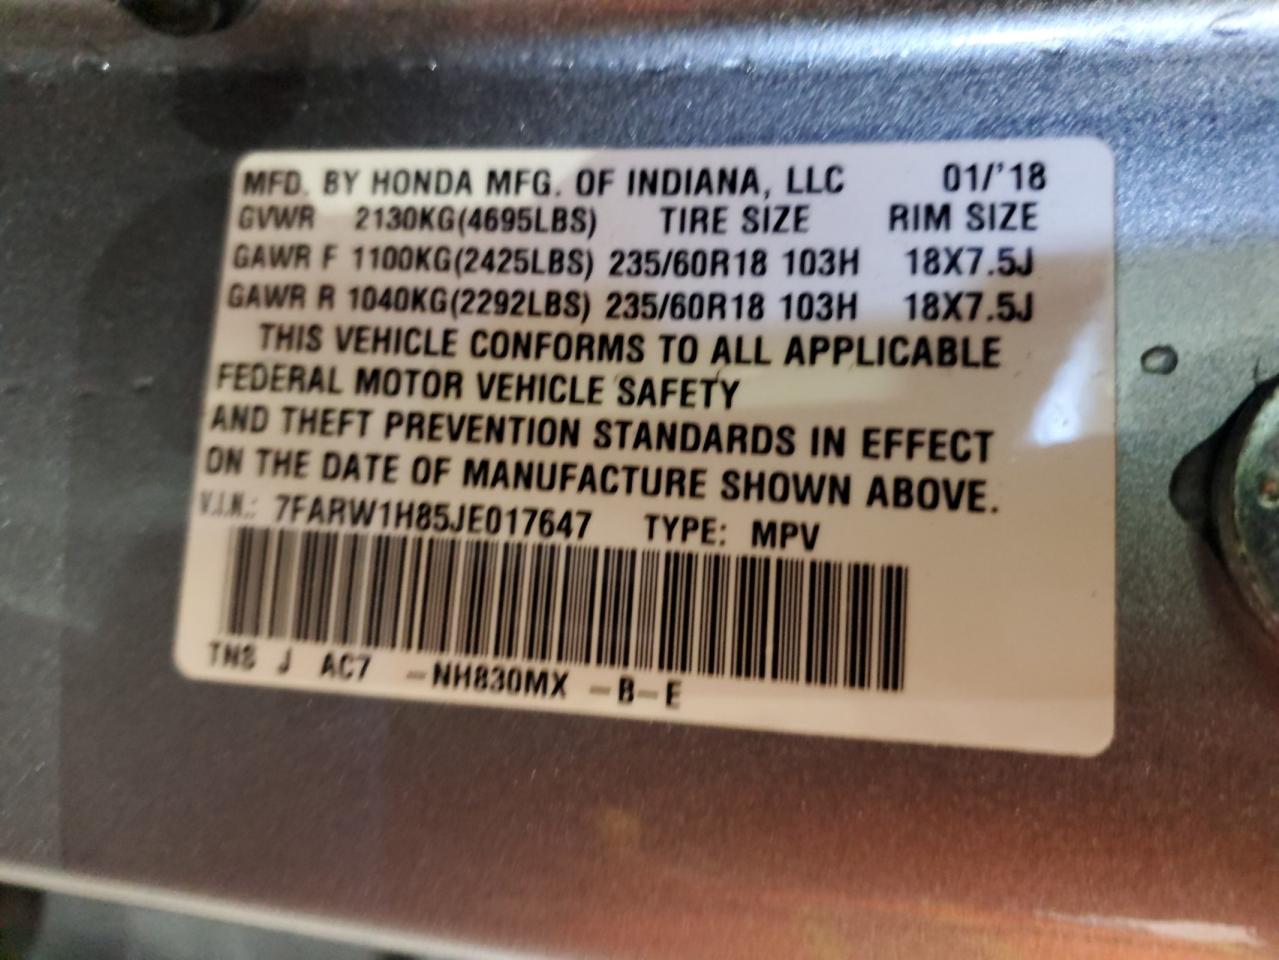 MFD. BY HONDA MFG. OF INDIANA, LLC 01/'18
GVWR 2130KG(4695LBS) TIRE SIZE RIM SIZE
GAWR F 1100KG(2425LBS) 235/60R18 103H 18X7.5J
GAWR R 1040KG(2292LBS) 235/60R18 103H 18X7.5J
THIS VEHICLE CONFORMS TO ALL APPLICABLE
FEDERAL MOTOR VEHICLE SAFETY
AND THEFT PREVENTION STANDARDS IN EFFECT
ON THE DATE OF MANUFACTURE SHOWN ABOVE.
V.I.N.: 7FARW1H85JE017647 TYPE: MPV
TNS J AC7 -NH830MX -B-E